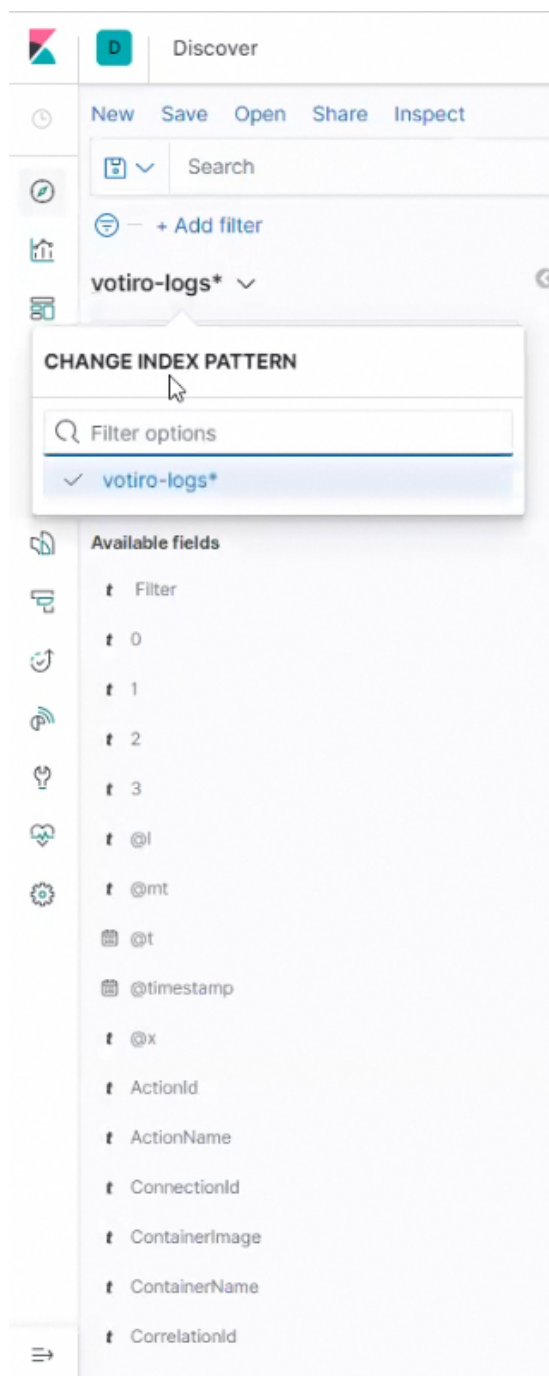 D Discover
New Save Open Share Inspect
Search
+ Add filter
votiro-logs*
CHANGE INDEX PATTERN
Filter options
votiro-logs*
Available fields
t Filter
t 0
t 1
t 2
t 3
t @l
t @mt
@t
@timestamp
t @x
t ActionId
t ActionName
t ConnectionId
t ContainerImage
t ContainerName
t CorrelationId